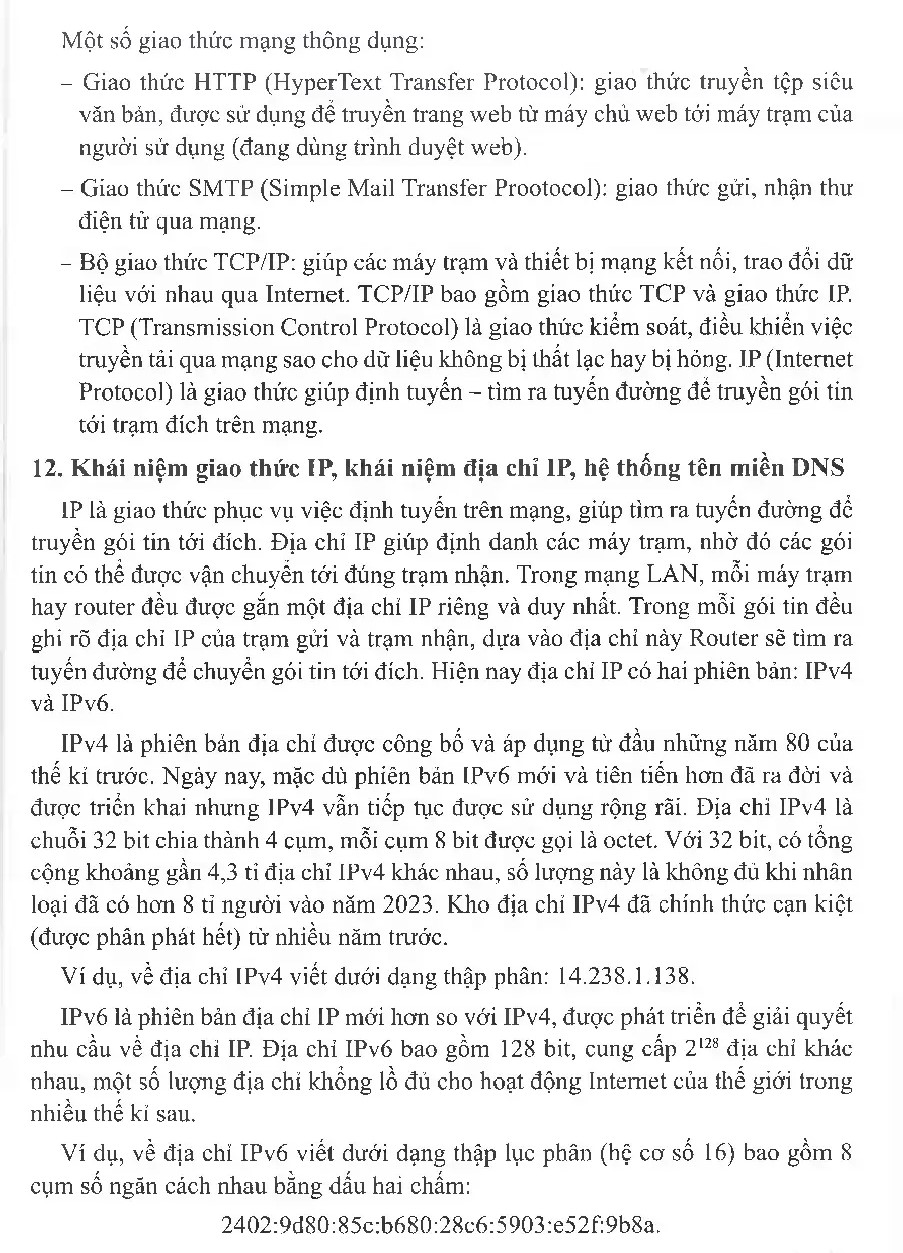 Một số giao thức mạng thông dụng:
– Giao thức HTTP (HyperText Transfer Protocol): giao thức truyền tệp siêu
văn bản, được sử dụng để truyền trang web từ máy chủ web tới máy trạm của
người sử dụng (đang dùng trình duyệt web).
– Giao thức SMTP (Simple Mail Transfer Prootocol): giao thức gửi, nhận thư
điện tử qua mạng.
– Bộ giao thức TCP/IP: giúp các máy trạm và thiết bị mạng kết nối, trao đổi dữ
liệu với nhau qua Internet. TCP/IP bao gồm giao thức TCP và giao thức IP.
TCP (Transmission Control Protocol) là giao thức kiểm soát, điều khiển việc
truyền tải qua mạng sao cho dữ liệu không bị thất lạc hay bị hỏng. IP (Internet
Protocol) là giao thức giúp định tuyến – tìm ra tuyến đường để truyền gói tin
tới trạm đích trên mạng.
12. Khái niệm giao thức IP, khái niệm địa chỉ IP, hệ thống tên miền DNS
IP là giao thức phục vụ việc định tuyến trên mạng, giúp tìm ra tuyến đường để
truyền gói tin tới đích. Địa chỉ IP giúp định danh các máy trạm, nhờ đó các gói
tin có thể được vận chuyển tới đúng trạm nhận. Trong mạng LAN, mỗi máy trạm
hay router đều được gắn một địa chỉ IP riêng và duy nhất. Trong mỗi gói tin đều
ghi rõ địa chỉ IP của trạm gửi và trạm nhận, dựa vào địa chỉ này Router sẽ tìm ra
tuyến đường để chuyển gói tin tới đích. Hiện nay địa chỉ IP có hai phiên bản: IPv4
và IPv6.
IPv4 là phiên bản địa chỉ được công bố và áp dụng từ đầu những năm 80 của
thế kỉ trước. Ngày nay, mặc dù phiên bản IPv6 mới và tiên tiến hơn đã ra đời và
được triển khai nhưng IPv4 vẫn tiếp tục được sử dụng rộng rãi. Địa chỉ IPv4 là
chuỗi 32 bit chia thành 4 cụm, mỗi cụm 8 bit được gọi là octet. Với 32 bit, có tổng
cộng khoảng gần 4,3 tỉ địa chỉ IPv4 khác nhau, số lượng này là không đủ khi nhân
loại đã có hơn 8 tỉ người vào năm 2023. Kho địa chỉ IPv4 đã chính thức cạn kiệt
(được phân phát hết) từ nhiều năm trước.
Ví dụ, về địa chỉ IPv4 viết dưới dạng thập phân: 14.238.1.138.
IPv6 là phiên bản địa chỉ IP mới hơn so với IPv4, được phát triển để giải quyết
nhu cầu về địa chỉ IP. Địa chỉ IPv6 bao gồm 128 bit, cung cấp 2¹²⁸ địa chỉ khác
nhau, một số lượng địa chỉ khổng lồ đủ cho hoạt động Internet của thế giới trong
nhiều thế kỉ sau.
Ví dụ, về địa chỉ IPv6 viết dưới dạng thập lục phân (hệ cơ số 16) bao gồm 8
cụm số ngăn cách nhau bằng dấu hai chấm:
2402:9d80:85c:b680:28c6:5903:e52f:9b8a.